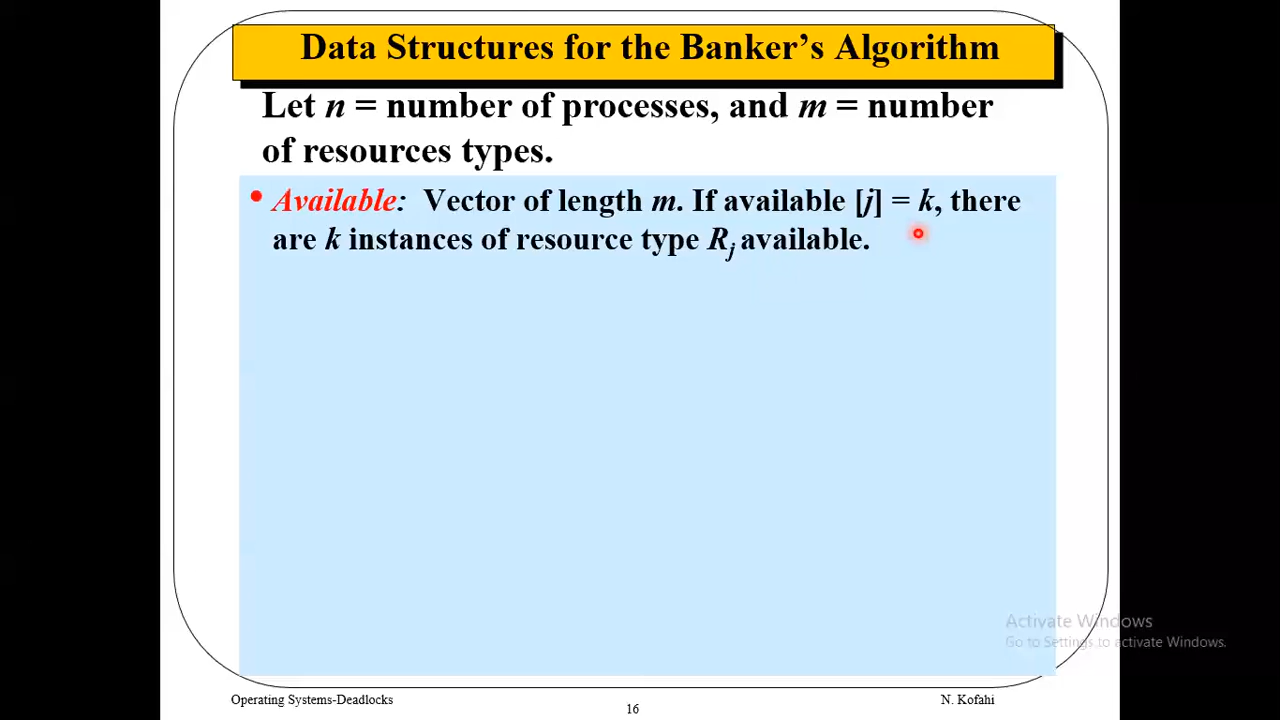 Data Structures for the Banker’s Algorithm
Let n = number of processes, and m = number
of resources types.
• Available: Vector of length m. If available [j] = k, there
are k instances of resource type Rj available.
Activate Windows
Go to Settings to activate Windows.
Operating Systems-Deadlocks
16
N. Kofahi